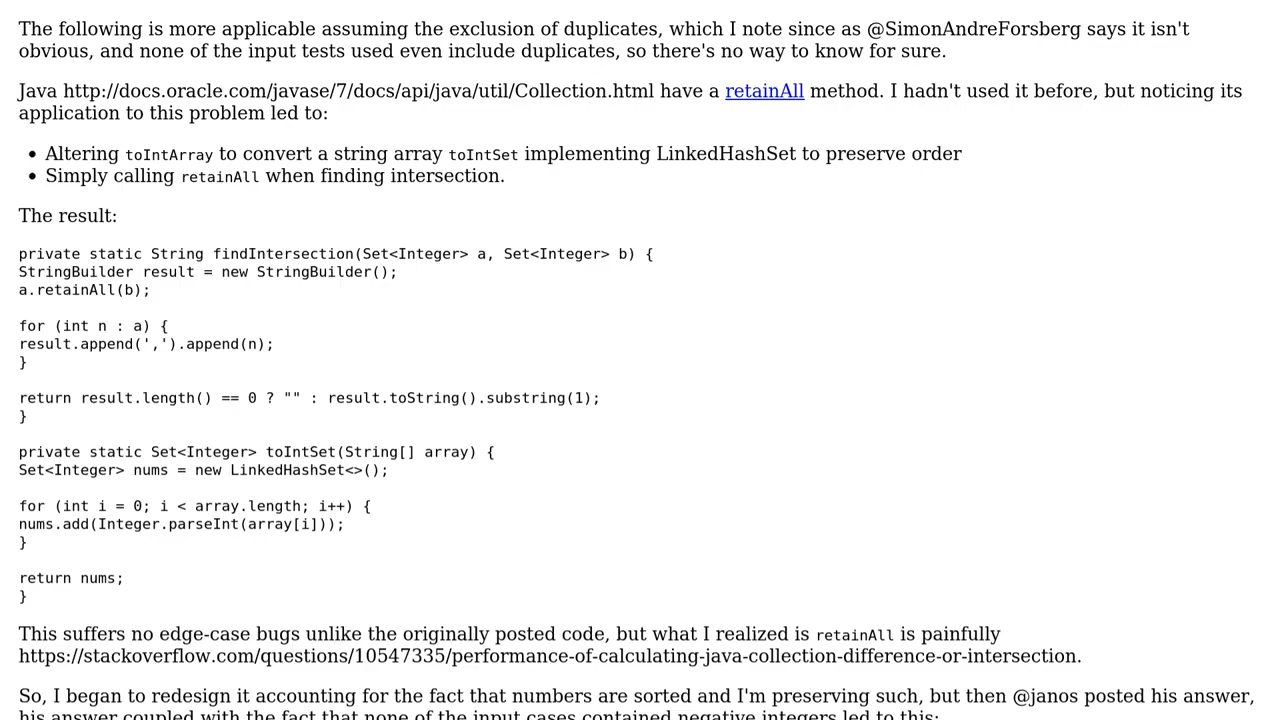 The following is more applicable assuming the exclusion of duplicates, which I note since as @SimonAndreForsberg says it isn't
obvious, and none of the input tests used even include duplicates, so there's no way to know for sure.
Java http://docs.oracle.com/javase/7/docs/api/java/util/Collection.html have a retainAll method. I hadn't used it before, but noticing its
application to this problem led to:
• Altering toIntArray to convert a string array toIntSet implementing LinkedHashSet to preserve order
• Simply calling retainAll when finding intersection.
The result:
private static String findIntersection(Set<Integer> a, Set<Integer> b) {
StringBuilder result = new StringBuilder();
a.retainAll(b);
for (int n : a) {
result.append(',').append(n);
}
return result.length() == 0 ? "" : result.toString().substring(1);
}
private static Set<Integer> toIntSet(String[] array) {
Set<Integer> nums = new LinkedHashSet<>();
for (int i = 0; i < array.length; i++) {
nums.add(Integer.parseInt(array[i]));
}
return nums;
}
This suffers no edge-case bugs unlike the originally posted code, but what I realized is retainAll is painfully
https://stackoverflow.com/questions/10547335/performance-of-calculating-java-collection-difference-or-intersection.
So, I began to redesign it accounting for the fact that numbers are sorted and I'm preserving such, but then @janos posted his answer,
his answer coupled with the fact that none of the input cases contained negative integers led to this: